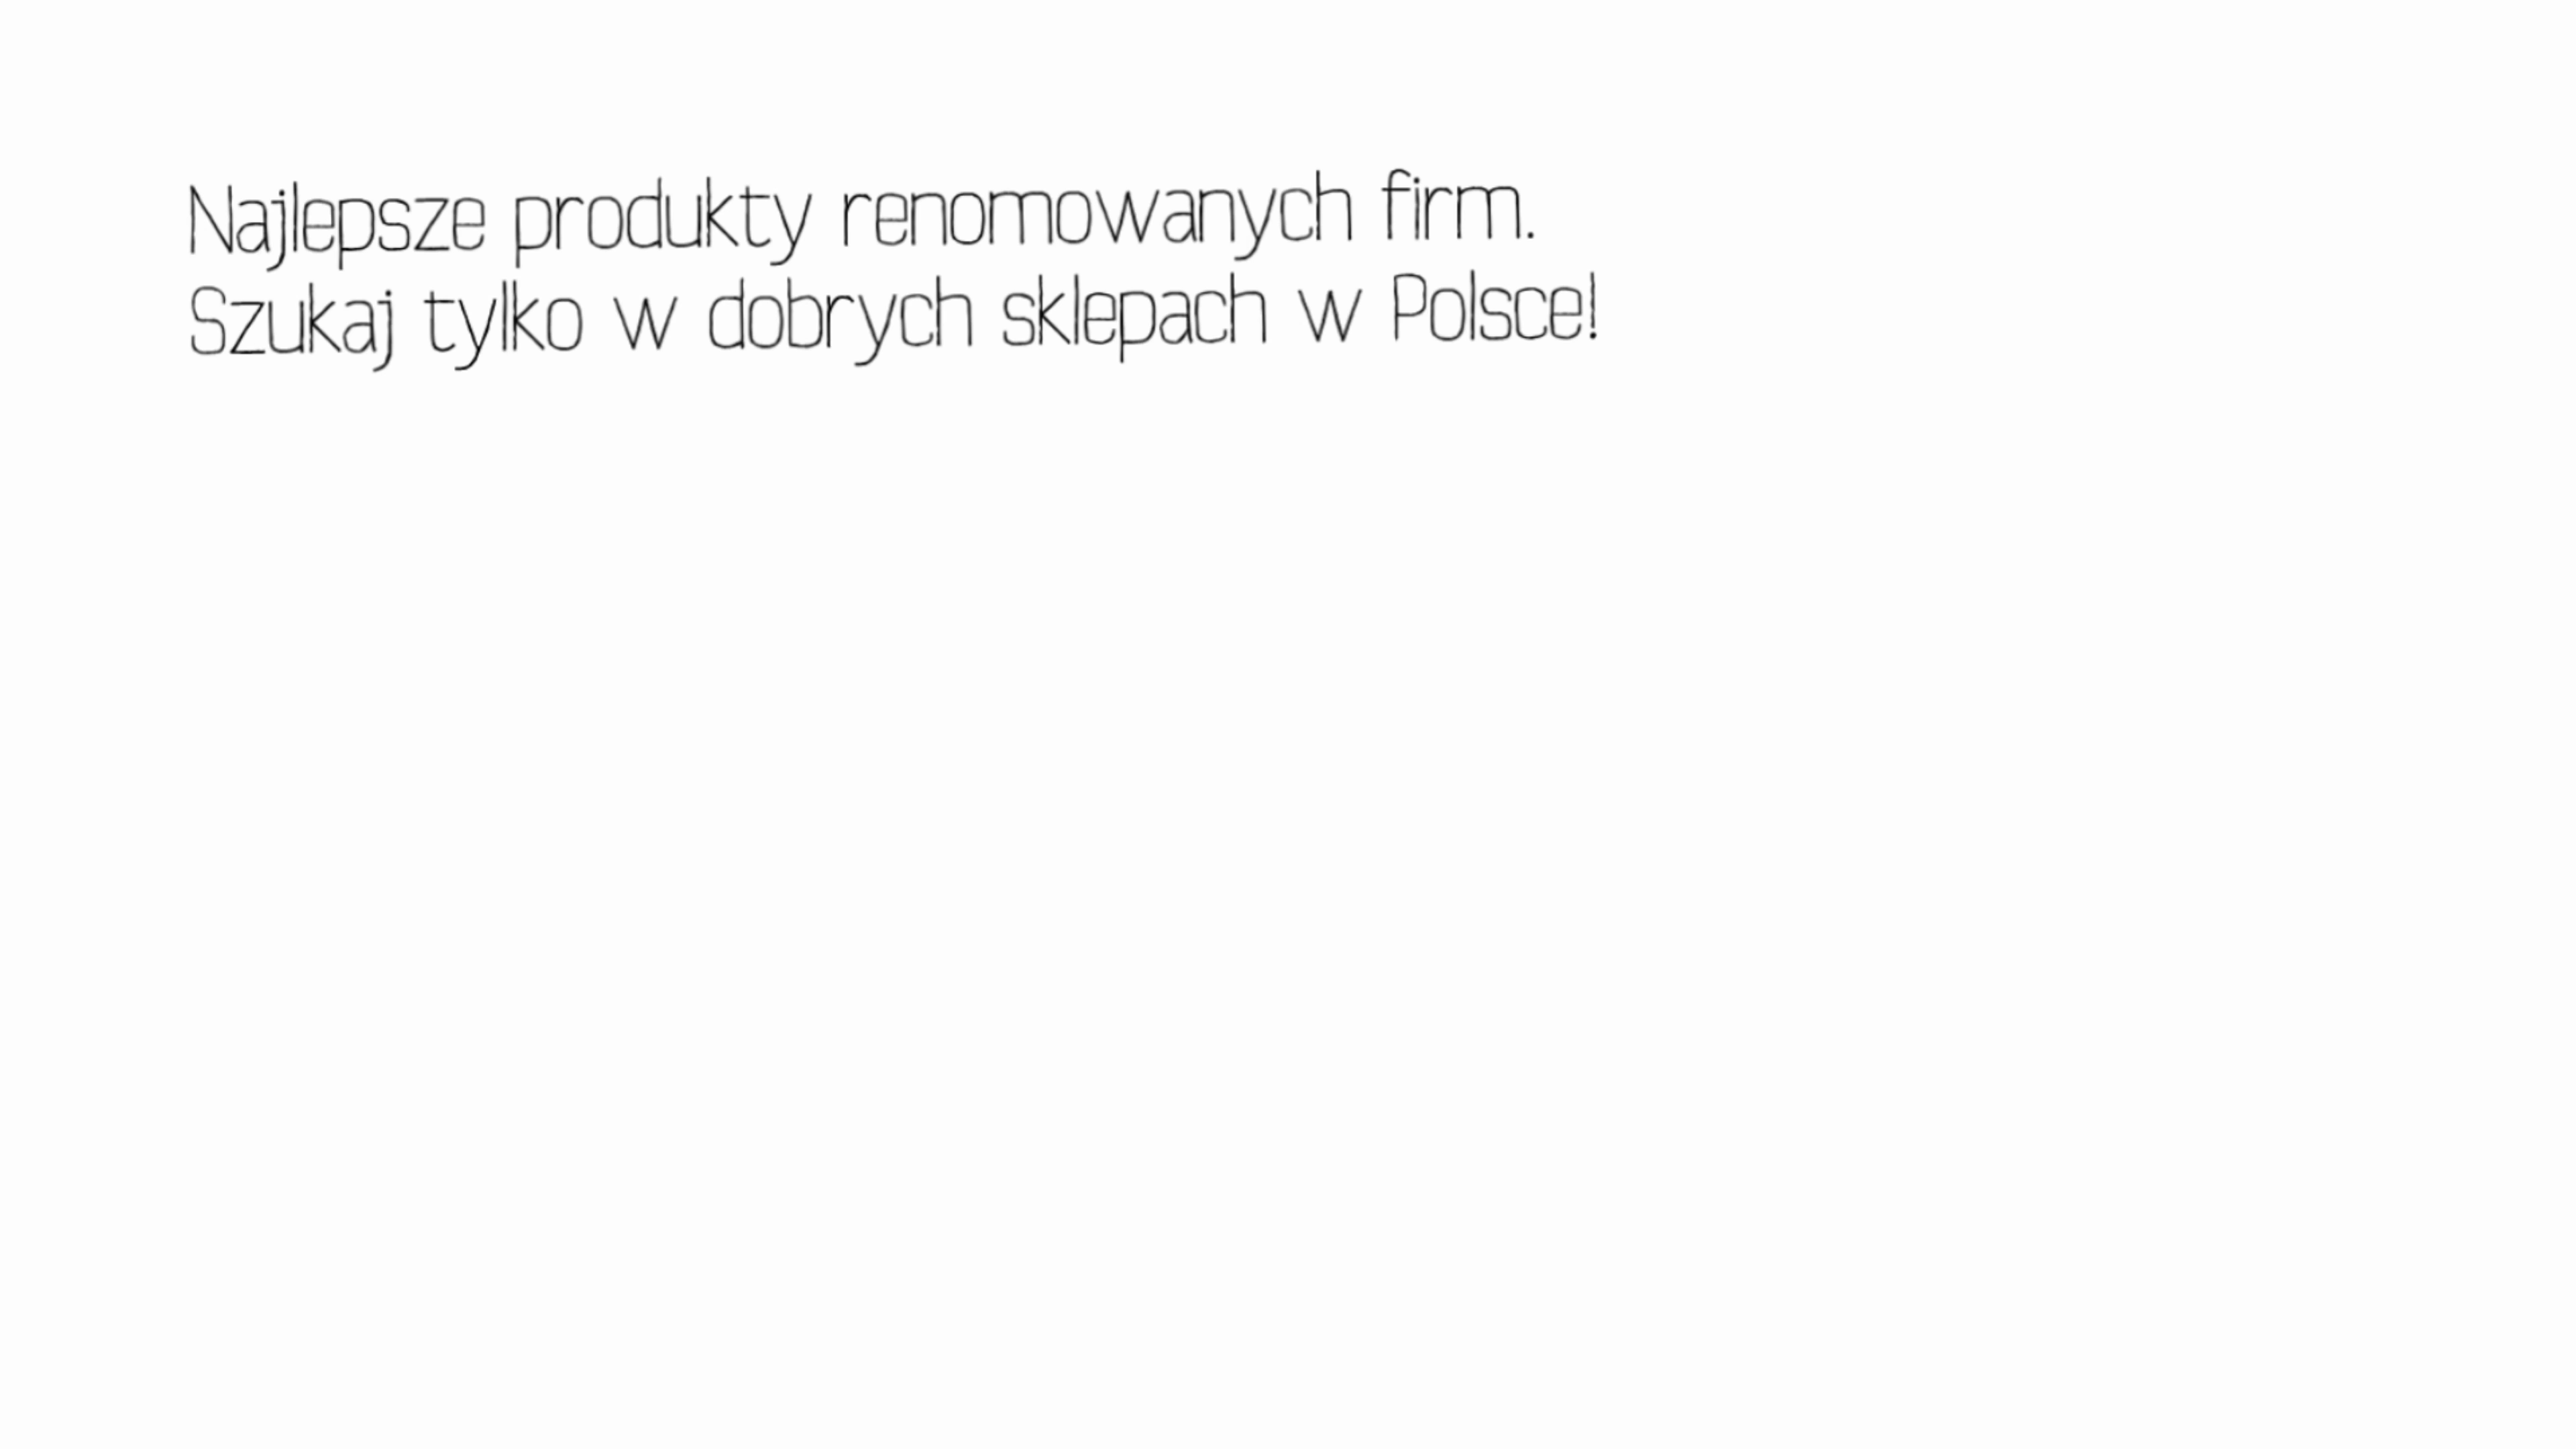 Najlepsze produkty renomowanych firm.
Szukaj tylko w dobrych sklepach w Polsce!